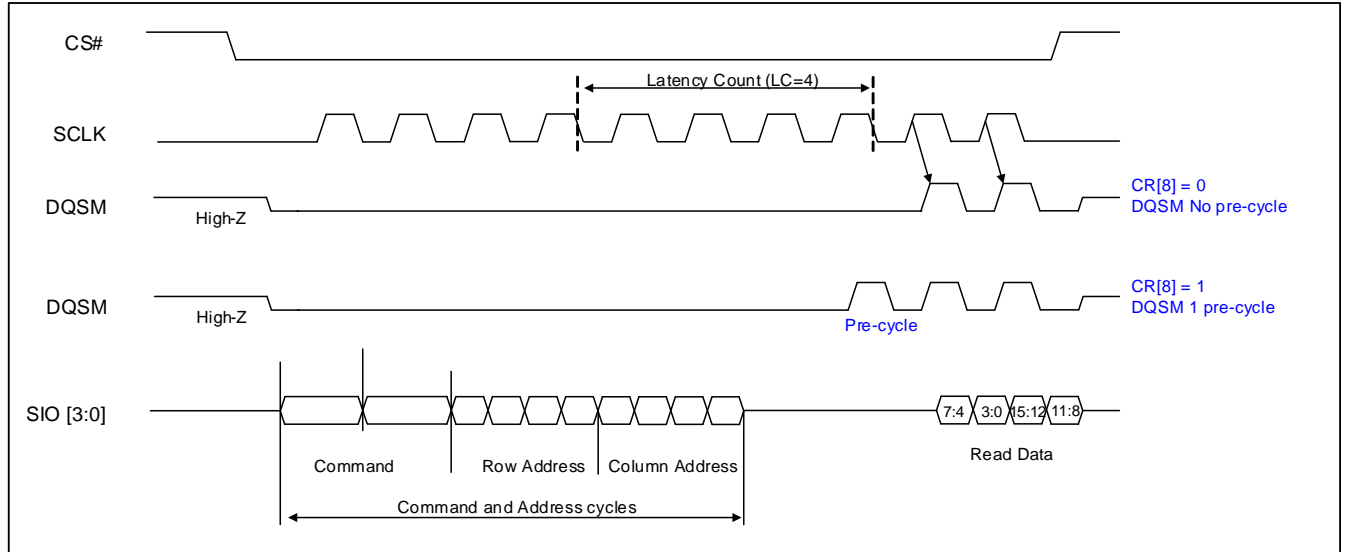 CS#
Latency Count (LC=4)
SCLK
DQSM
High-Z
CR[8] = 0
DQSM No pre-cycle
DQSM
High-Z
Pre-cycle
CR[8] = 1
DQSM 1 pre-cycle
SIO [3:0]
7:4 3:0 15:12 11:8
Command Row Address Column Address Read Data
Command and Address cycles